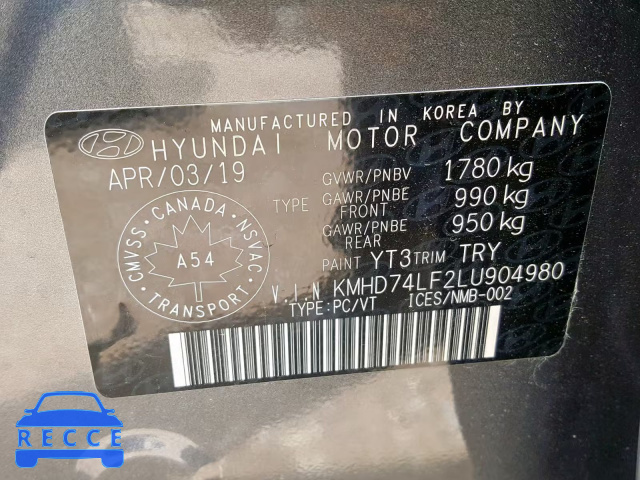 MANUFACTURED IN KOREA BY
HYUNDAI MOTOR COMPANY
APR/03/19
GVWR/PNBV 1780 kg
TYPE GAWR/PNBE FRONT 990 kg
GAWR/PNBE REAR 950 kg
PAINT YT3 TRIM TRY
CMVSS • CANADA • NSVAC
A54
TRANSPORT
V.I.N KMHD74LF2LU904980
TYPE:PC/VT ICES/NMB-002
RECCE